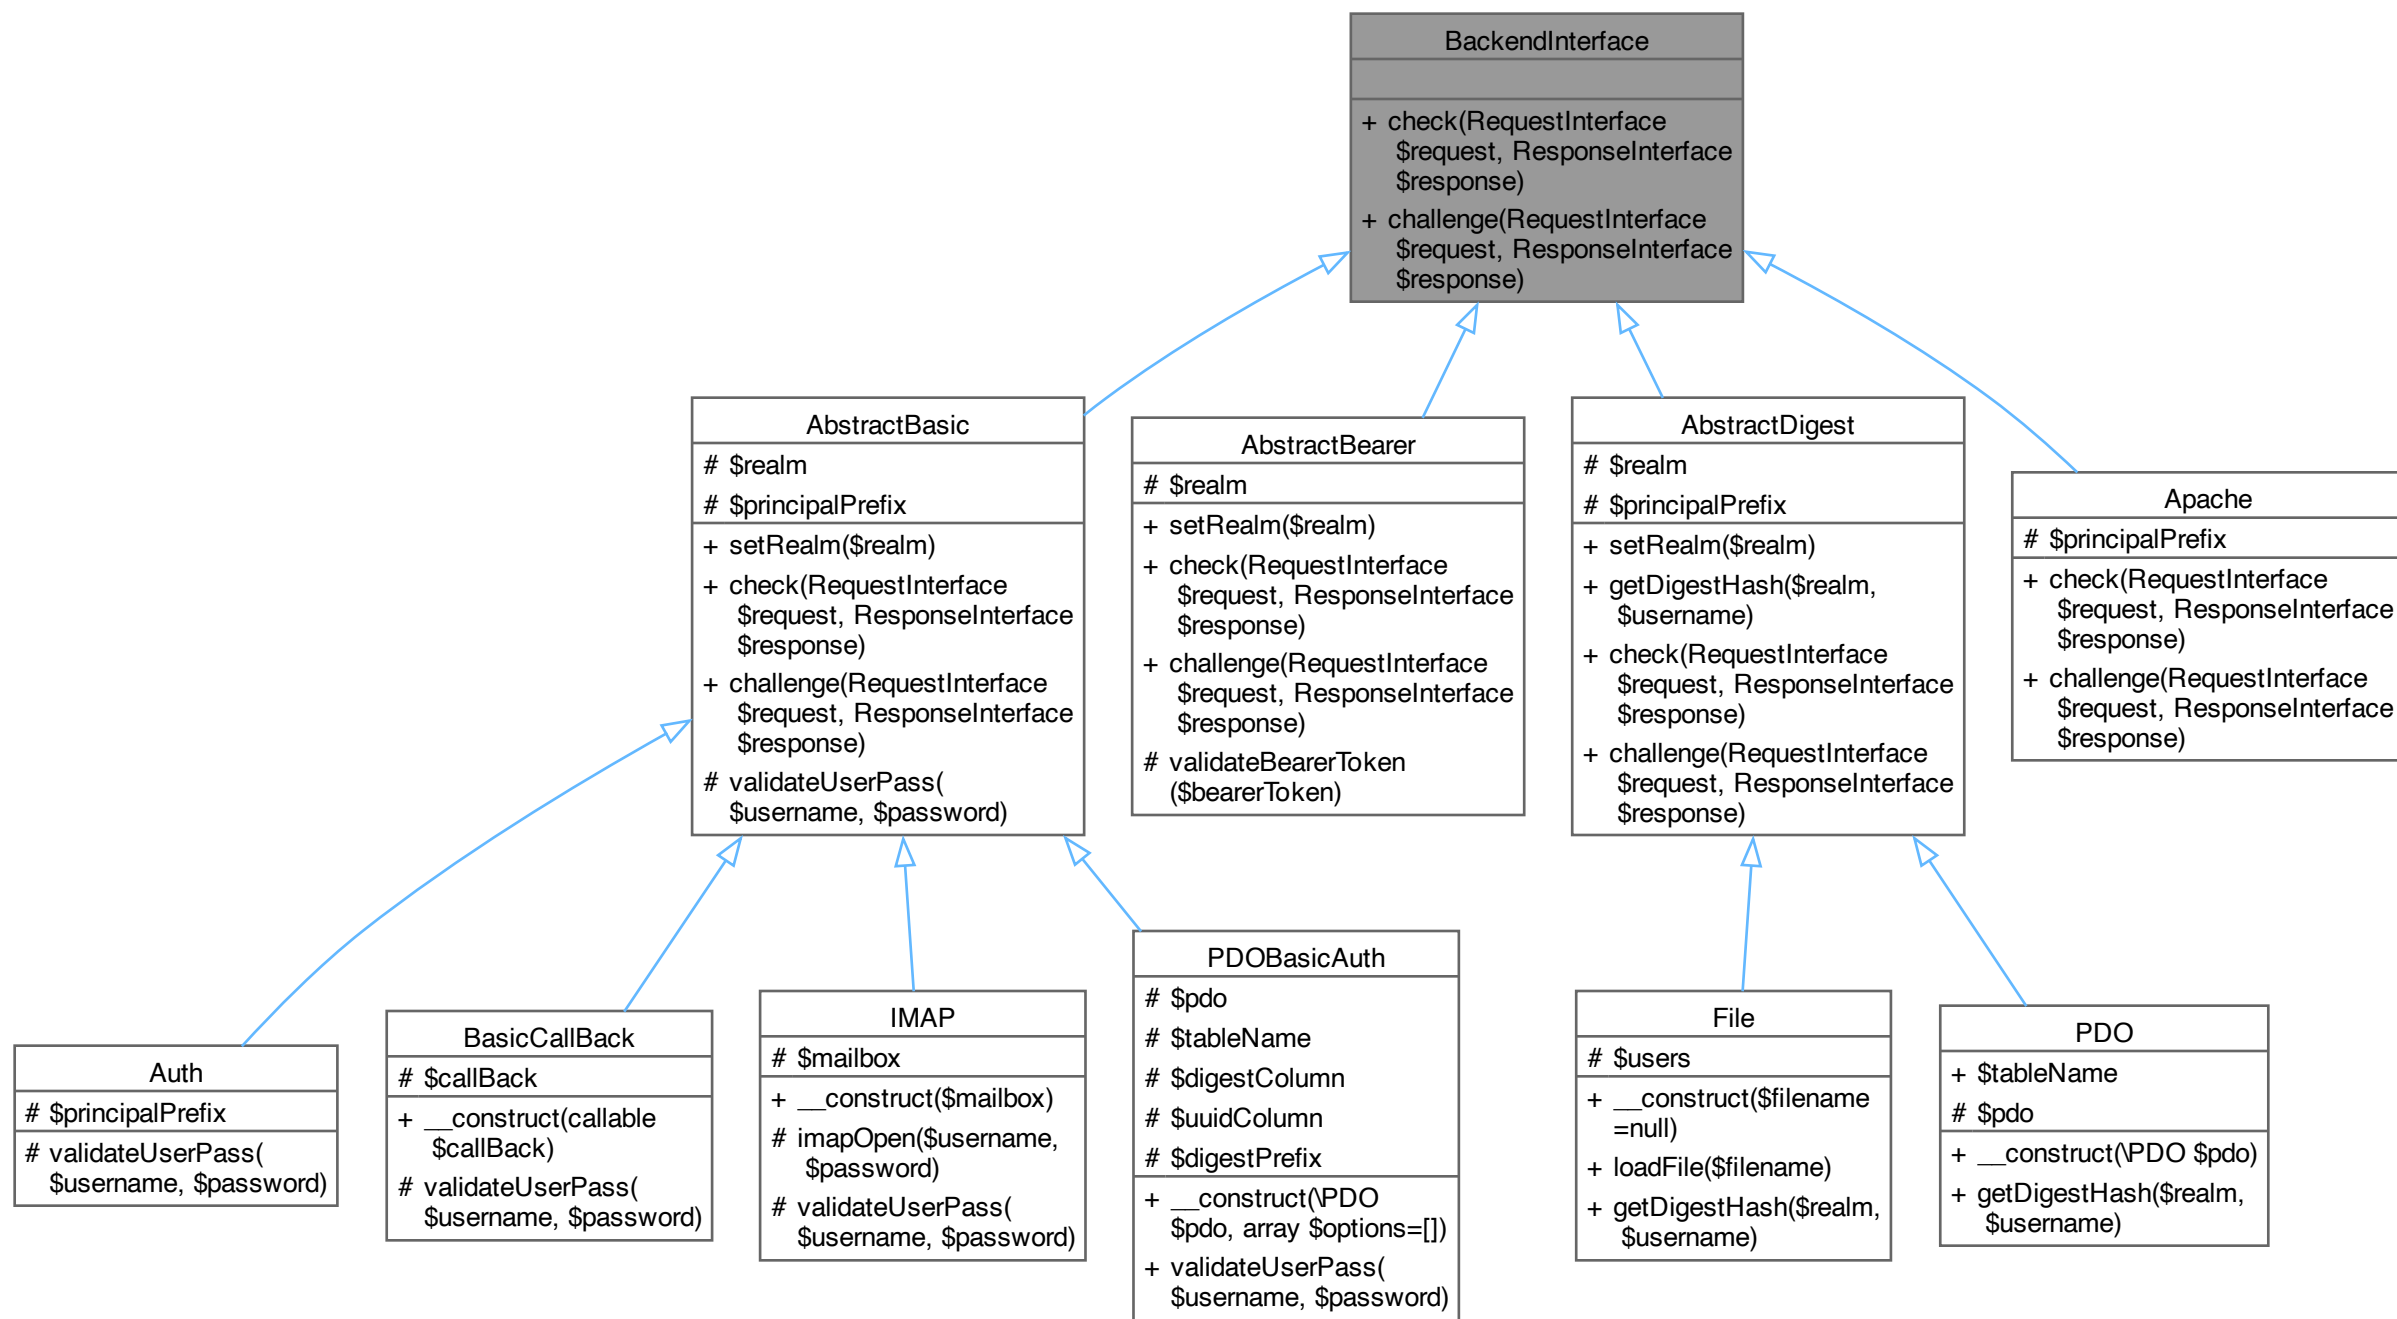 BackendInterface
+ check(RequestInterface
$request, ResponseInterface
$response)
+ challenge(RequestInterface
$request, ResponseInterface
$response)
AbstractBasic
# $realm
# $principalPrefix
+ setRealm($realm)
+ check(RequestInterface
$request, ResponseInterface
$response)
+ challenge(RequestInterface
$request, ResponseInterface
$response)
# validateUserPass(
$username, $password)
AbstractBearer
# $realm
+ setRealm($realm)
+ check(RequestInterface
$request, ResponseInterface
$response)
+ challenge(RequestInterface
$request, ResponseInterface
$response)
# validateBearerToken
($bearerToken)
AbstractDigest
# $realm
# $principalPrefix
+ setRealm($realm)
+ getDigestHash($realm,
$username)
+ check(RequestInterface
$request, ResponseInterface
$response)
+ challenge(RequestInterface
$request, ResponseInterface
$response)
Apache
# $principalPrefix
+ check(RequestInterface
$request, ResponseInterface
$response)
+ challenge(RequestInterface
$request, ResponseInterface
$response)
Auth
# $principalPrefix
# validateUserPass(
$username, $password)
BasicCallBack
# $callBack
+ __construct(callable
$callBack)
# validateUserPass(
$username, $password)
IMAP
# $mailbox
+ __construct($mailbox)
# imapOpen($username,
$password)
# validateUserPass(
$username, $password)
PDOBasicAuth
# $pdo
# $tableName
# $digestColumn
# $uuidColumn
# $digestPrefix
+ __construct(\PDO
$pdo, array $options=[])
+ validateUserPass(
$username, $password)
File
# $users
+ __construct($filename
=null)
+ loadFile($filename)
+ getDigestHash($realm,
$username)
PDO
+ $tableName
# $pdo
+ __construct(\PDO $pdo)
+ getDigestHash($realm,
$username)